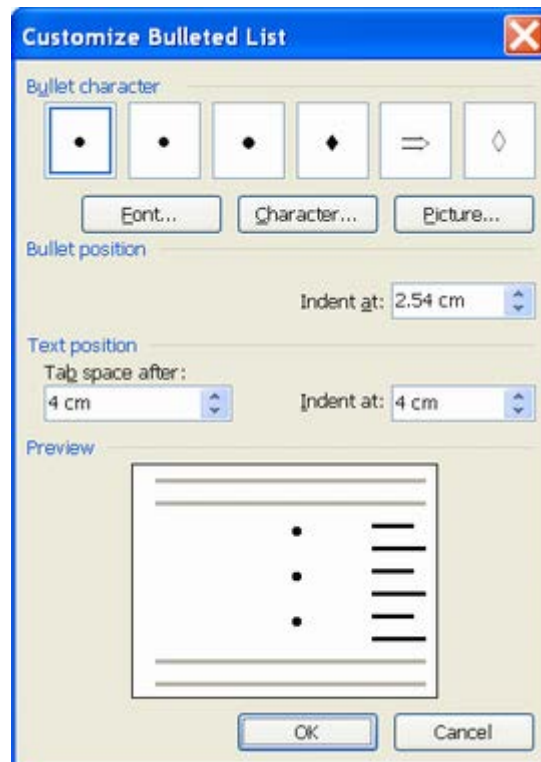 Customize Bulleted List
Bullet character
Font... Character... Picture...
Bullet position
Indent at: 2.54 cm
Text position
Tab space after:
4 cm Indent at: 4 cm
Preview
OK Cancel